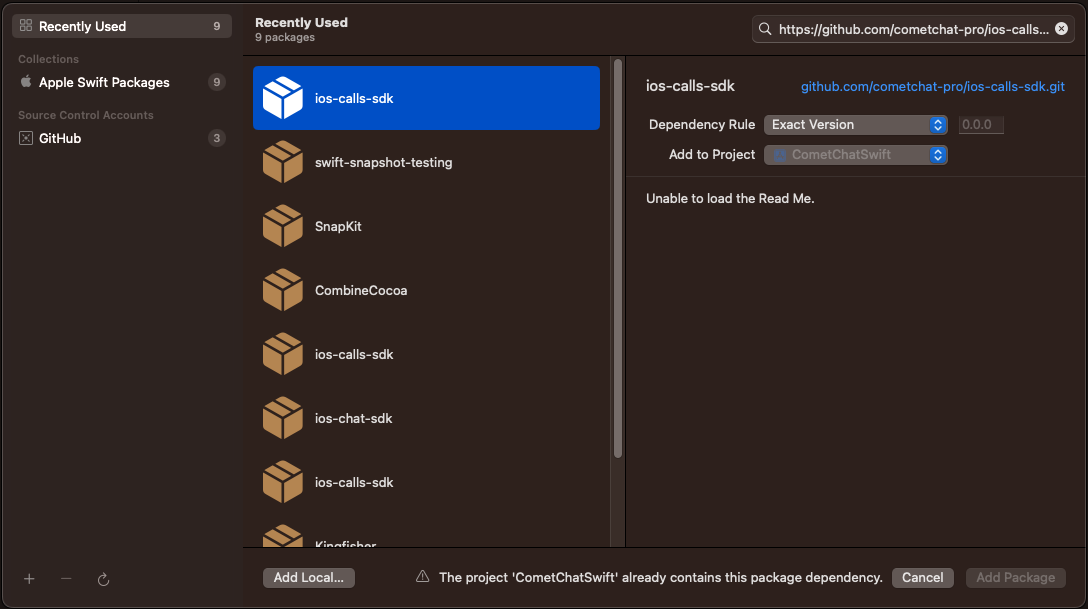 Recently Used
9
Collections
Apple Swift Packages
9
Source Control Accounts
GitHub
3
Recently Used
9 packages
https://github.com/cometchat-pro/ios-calls...
ios-calls-sdk
swift-snapshot-testing
SnapKit
CombineCocoa
ios-calls-sdk
ios-chat-sdk
ios-calls-sdk
Kingfisher
ios-calls-sdk
github.com/cometchat-pro/ios-calls-sdk.git
Dependency Rule
Exact Version
0.0.0
Add to Project
CometChatSwift
Unable to load the Read Me.
Add Local...
The project 'CometChatSwift' already contains this package dependency.
Cancel
Add Package